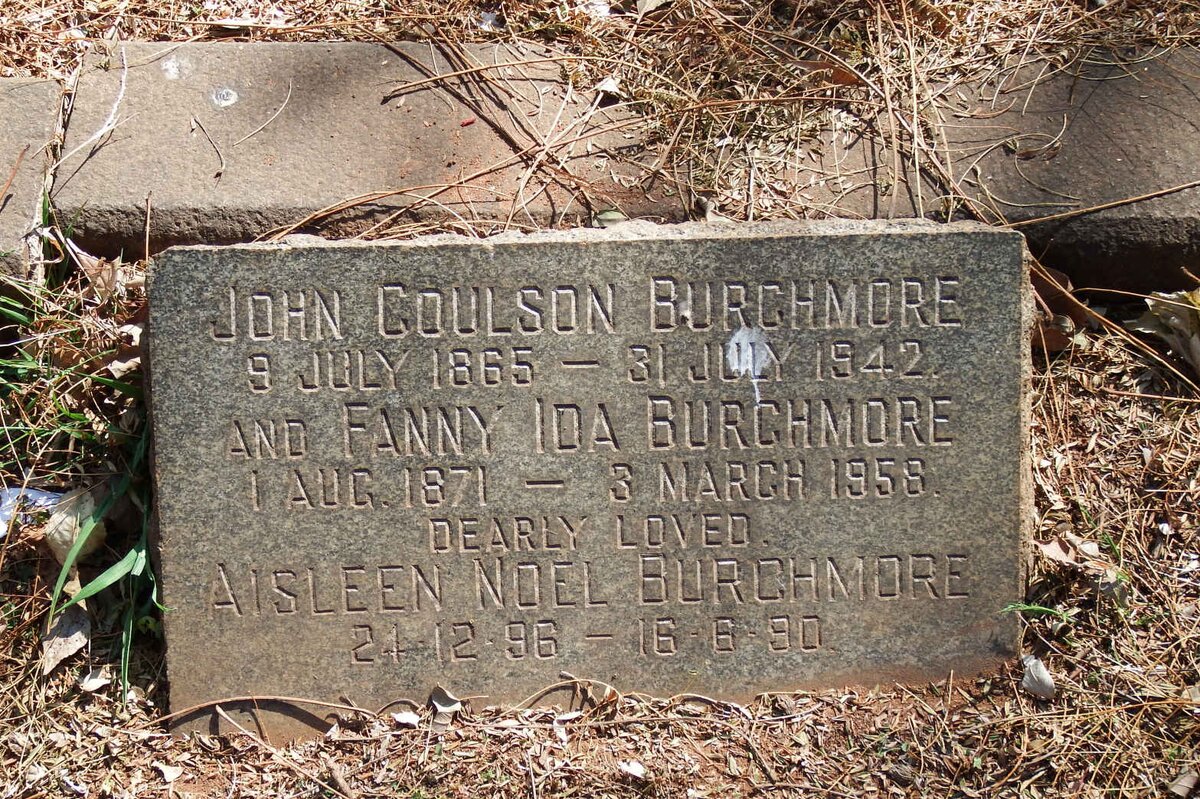 JOHN COULSON BURCHMORE
9 JULY 1865 — 31 JULY 1942.
AND FANNY IDA BURCHMORE
1 AUG. 1871 — 3 MARCH 1958.
DEARLY LOVED.
AISLEEN NOEL BURCHMORE
24·12·96 — 16·6·90.